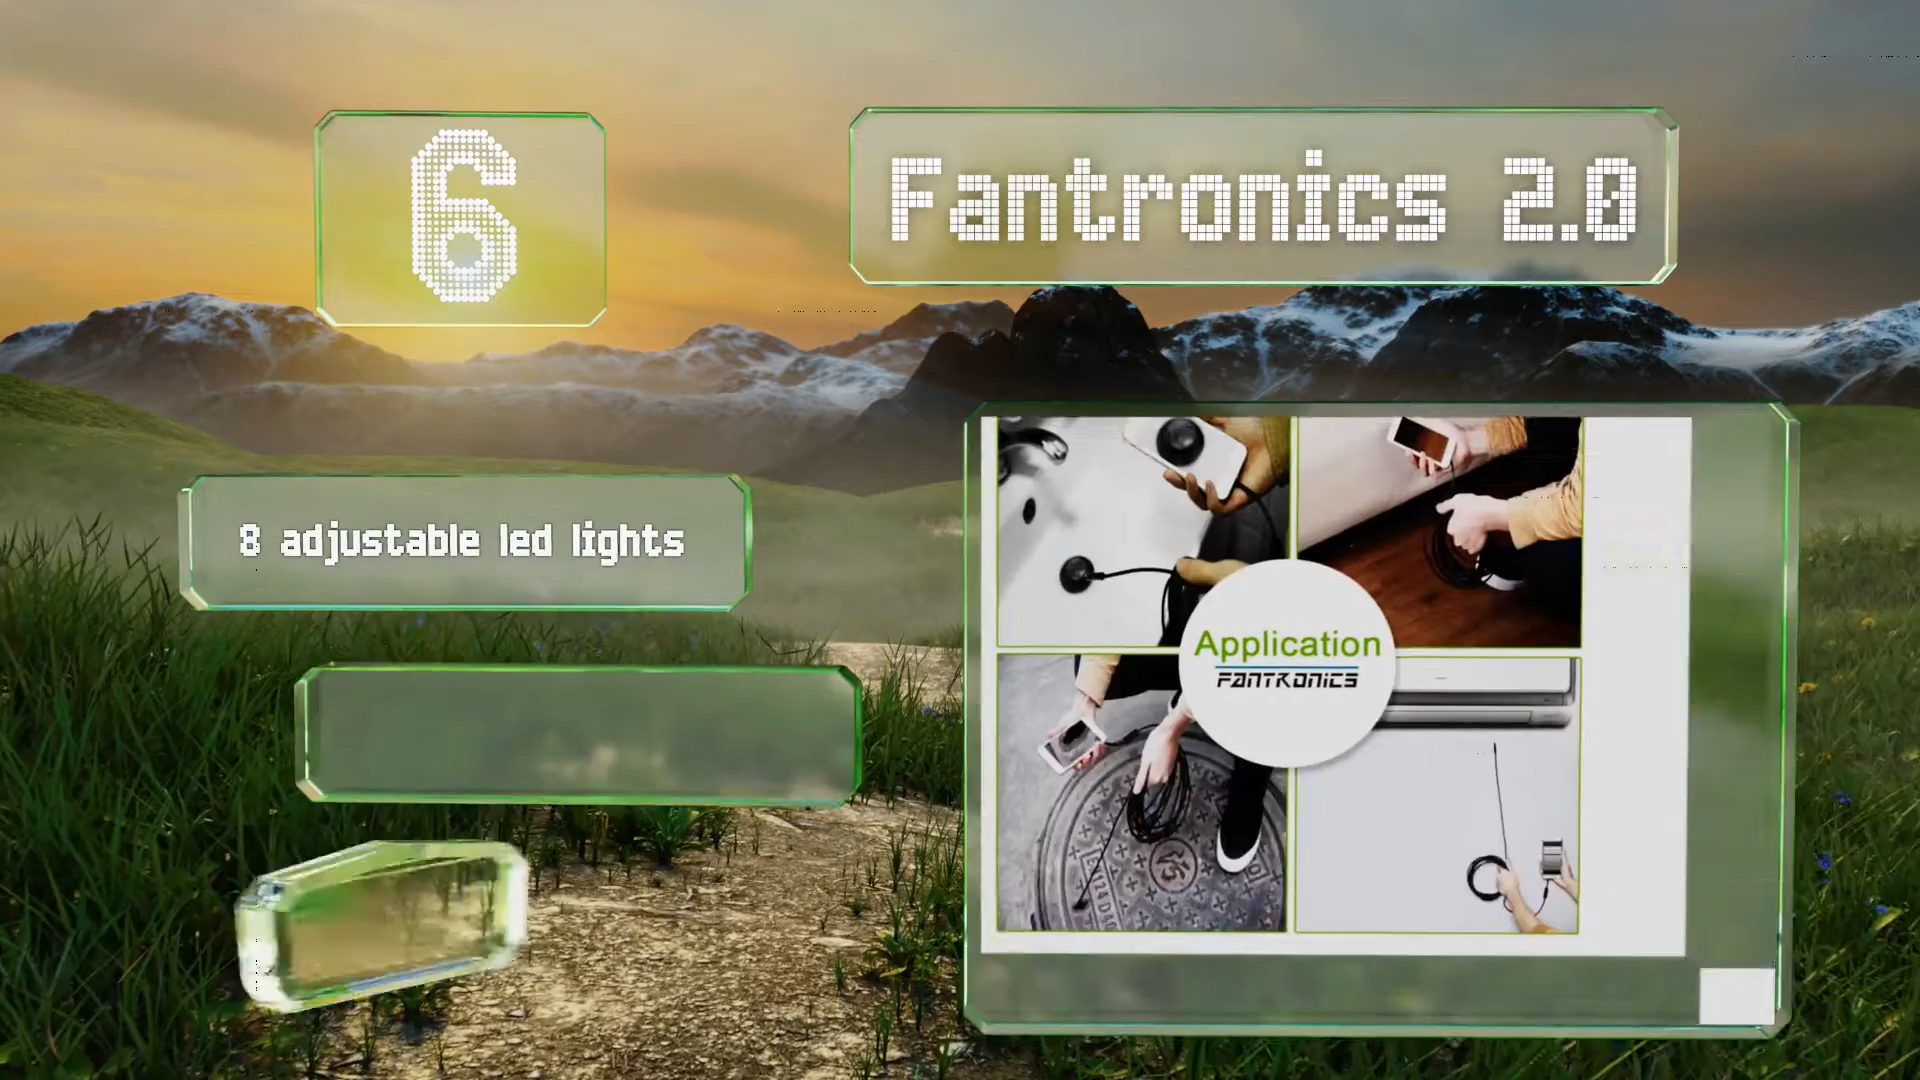 6
Fantronics 2.0
8 adjustable led lights
Application
FANTRONICS